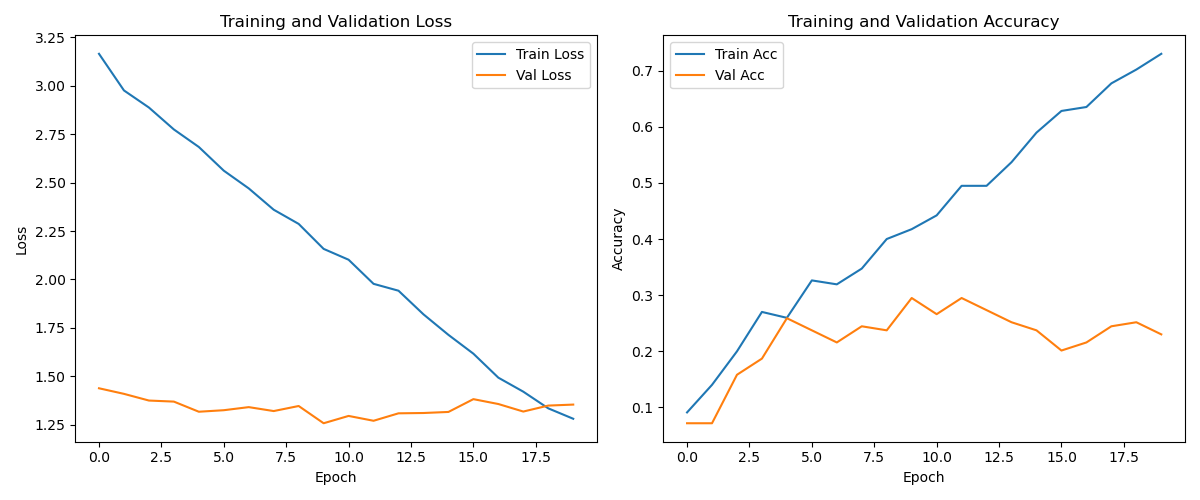 Training and Validation Loss
3.25
3.00
2.75
2.50
2.25
2.00
1.75
1.50
1.25
Loss
Train Loss
Val Loss
0.0 2.5 5.0 7.5 10.0 12.5 15.0 17.5
Epoch
Training and Validation Accuracy
0.7
0.6
0.5
0.4
0.3
0.2
0.1
Accuracy
Train Acc
Val Acc
0.0 2.5 5.0 7.5 10.0 12.5 15.0 17.5
Epoch